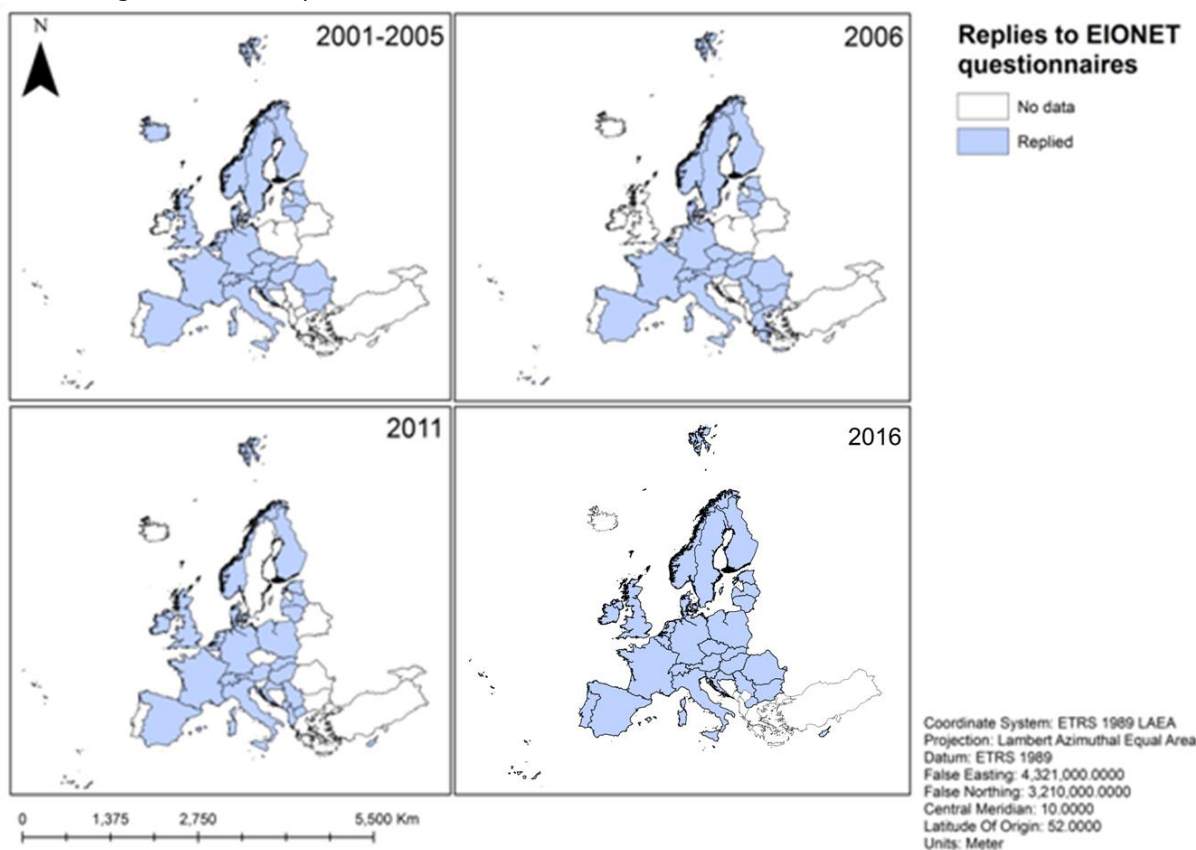 N
2001-2005
2006
Replies to EIONET
questionnaires
No data
Replied
2011
2016
Coordinate System: ETRS 1989 LAEA
Projection: Lambert Azimuthal Equal Area
Datum: ETRS 1989
False Easting: 4,321,000.0000
False Northing: 3,210,000.0000
Central Meridian: 10.0000
Latitude Of Origin: 52.0000
Units: Meter
0 1,375 2,750 5,500 Km